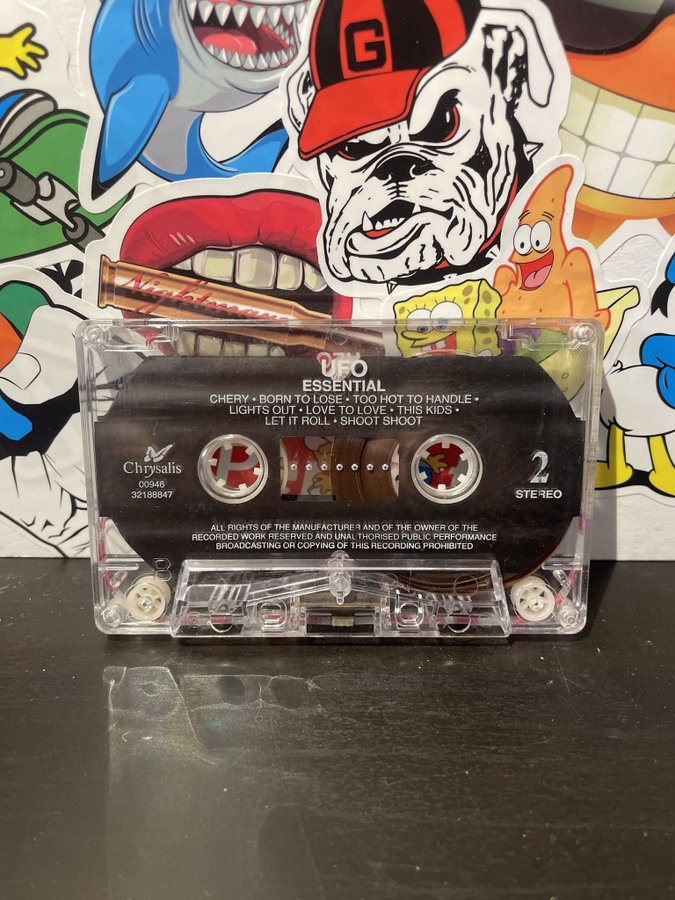 G
Nightmare
UFO
ESSENTIAL
CHERY • BORN TO LOSE • TOO HOT TO HANDLE •
LIGHTS OUT • LOVE TO LOVE • THIS KIDS •
LET IT ROLL • SHOOT SHOOT
Chrysalis
00946
32188847
2
STEREO
ALL RIGHTS OF THE MANUFACTURER AND OF THE OWNER OF THE
RECORDED WORK RESERVED AND UNAUTHORISED PUBLIC PERFORMANCE
BROADCASTING OR COPYING OF THIS RECORDING PROHIBITED